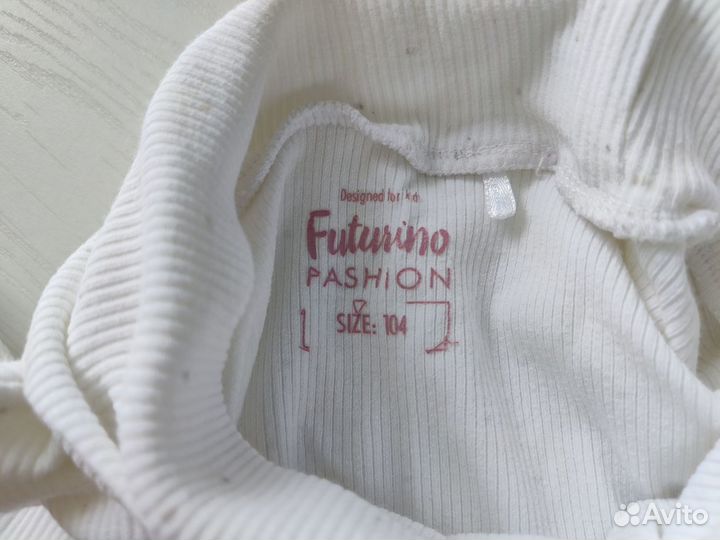 Designed for kids
Futurino
FASHION
SIZE: 104
Avito